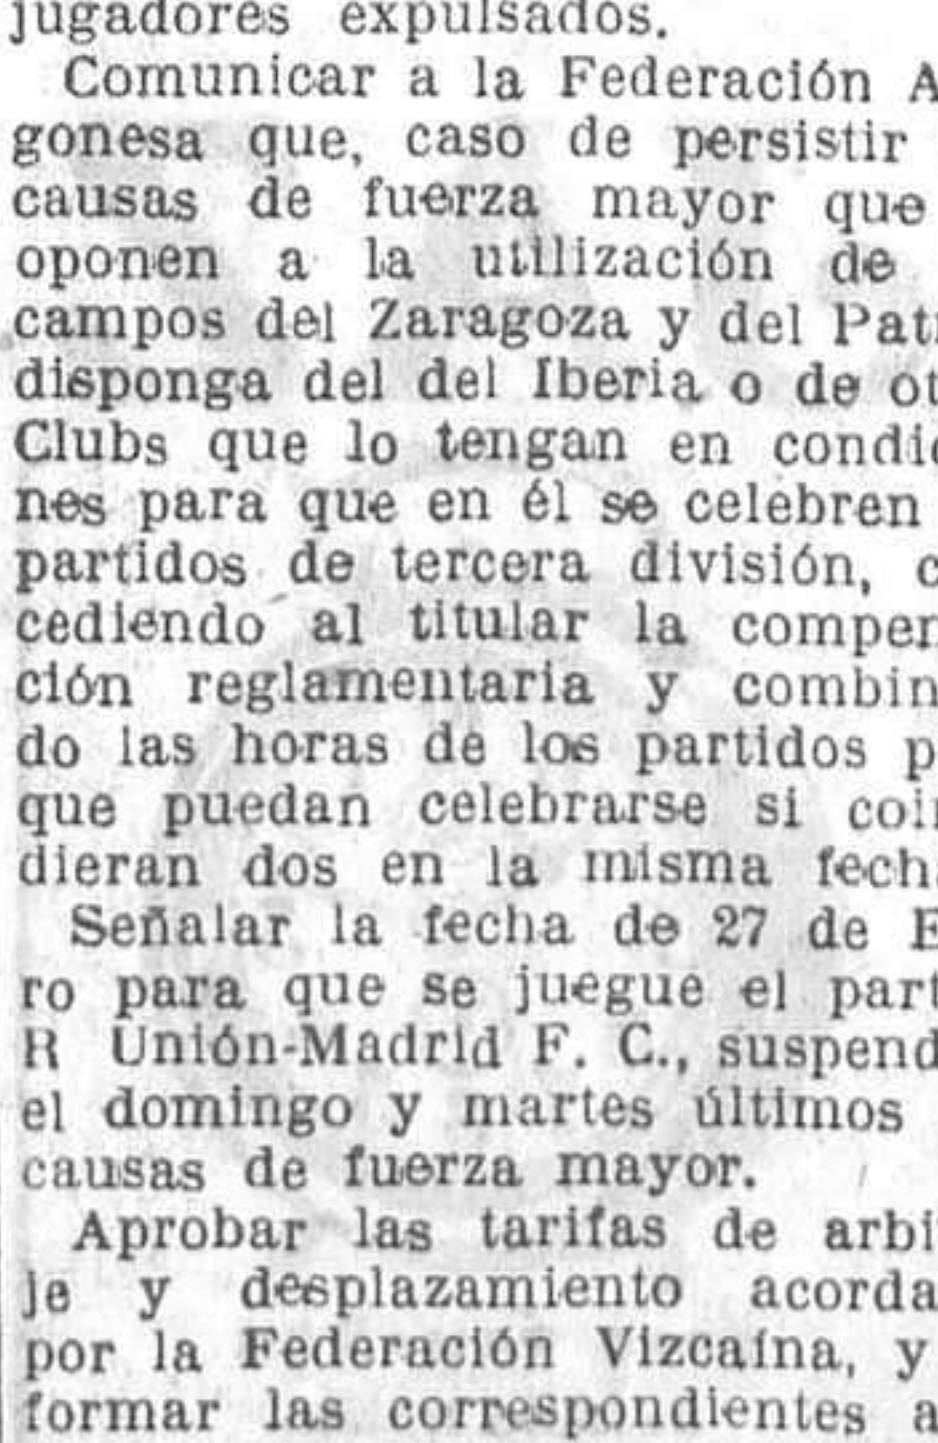 jugadores expulsados.
Comunicar a la Federación A
gonesa que, caso de persistir
causas de fuerza mayor que
oponen a la utilización de
campos del Zaragoza y del Pat
disponga del del Iberia o de ot
Clubs que lo tengan en condic
nes para que en él se celebren
partidos de tercera división, c
cediendo al titular la compen
ción reglamentaria y combin
do las horas de los partidos p
que puedan celebrarse si coin
dieran dos en la misma fecha
Señalar la fecha de 27 de E
ro para que se juegue el part
R Unión-Madrid F. C., suspend
el domingo y martes últimos
causas de fuerza mayor.
Aprobar las tarifas de arbi
je y desplazamiento acorda
por la Federación Vizcaína, y
formar las correspondientes a